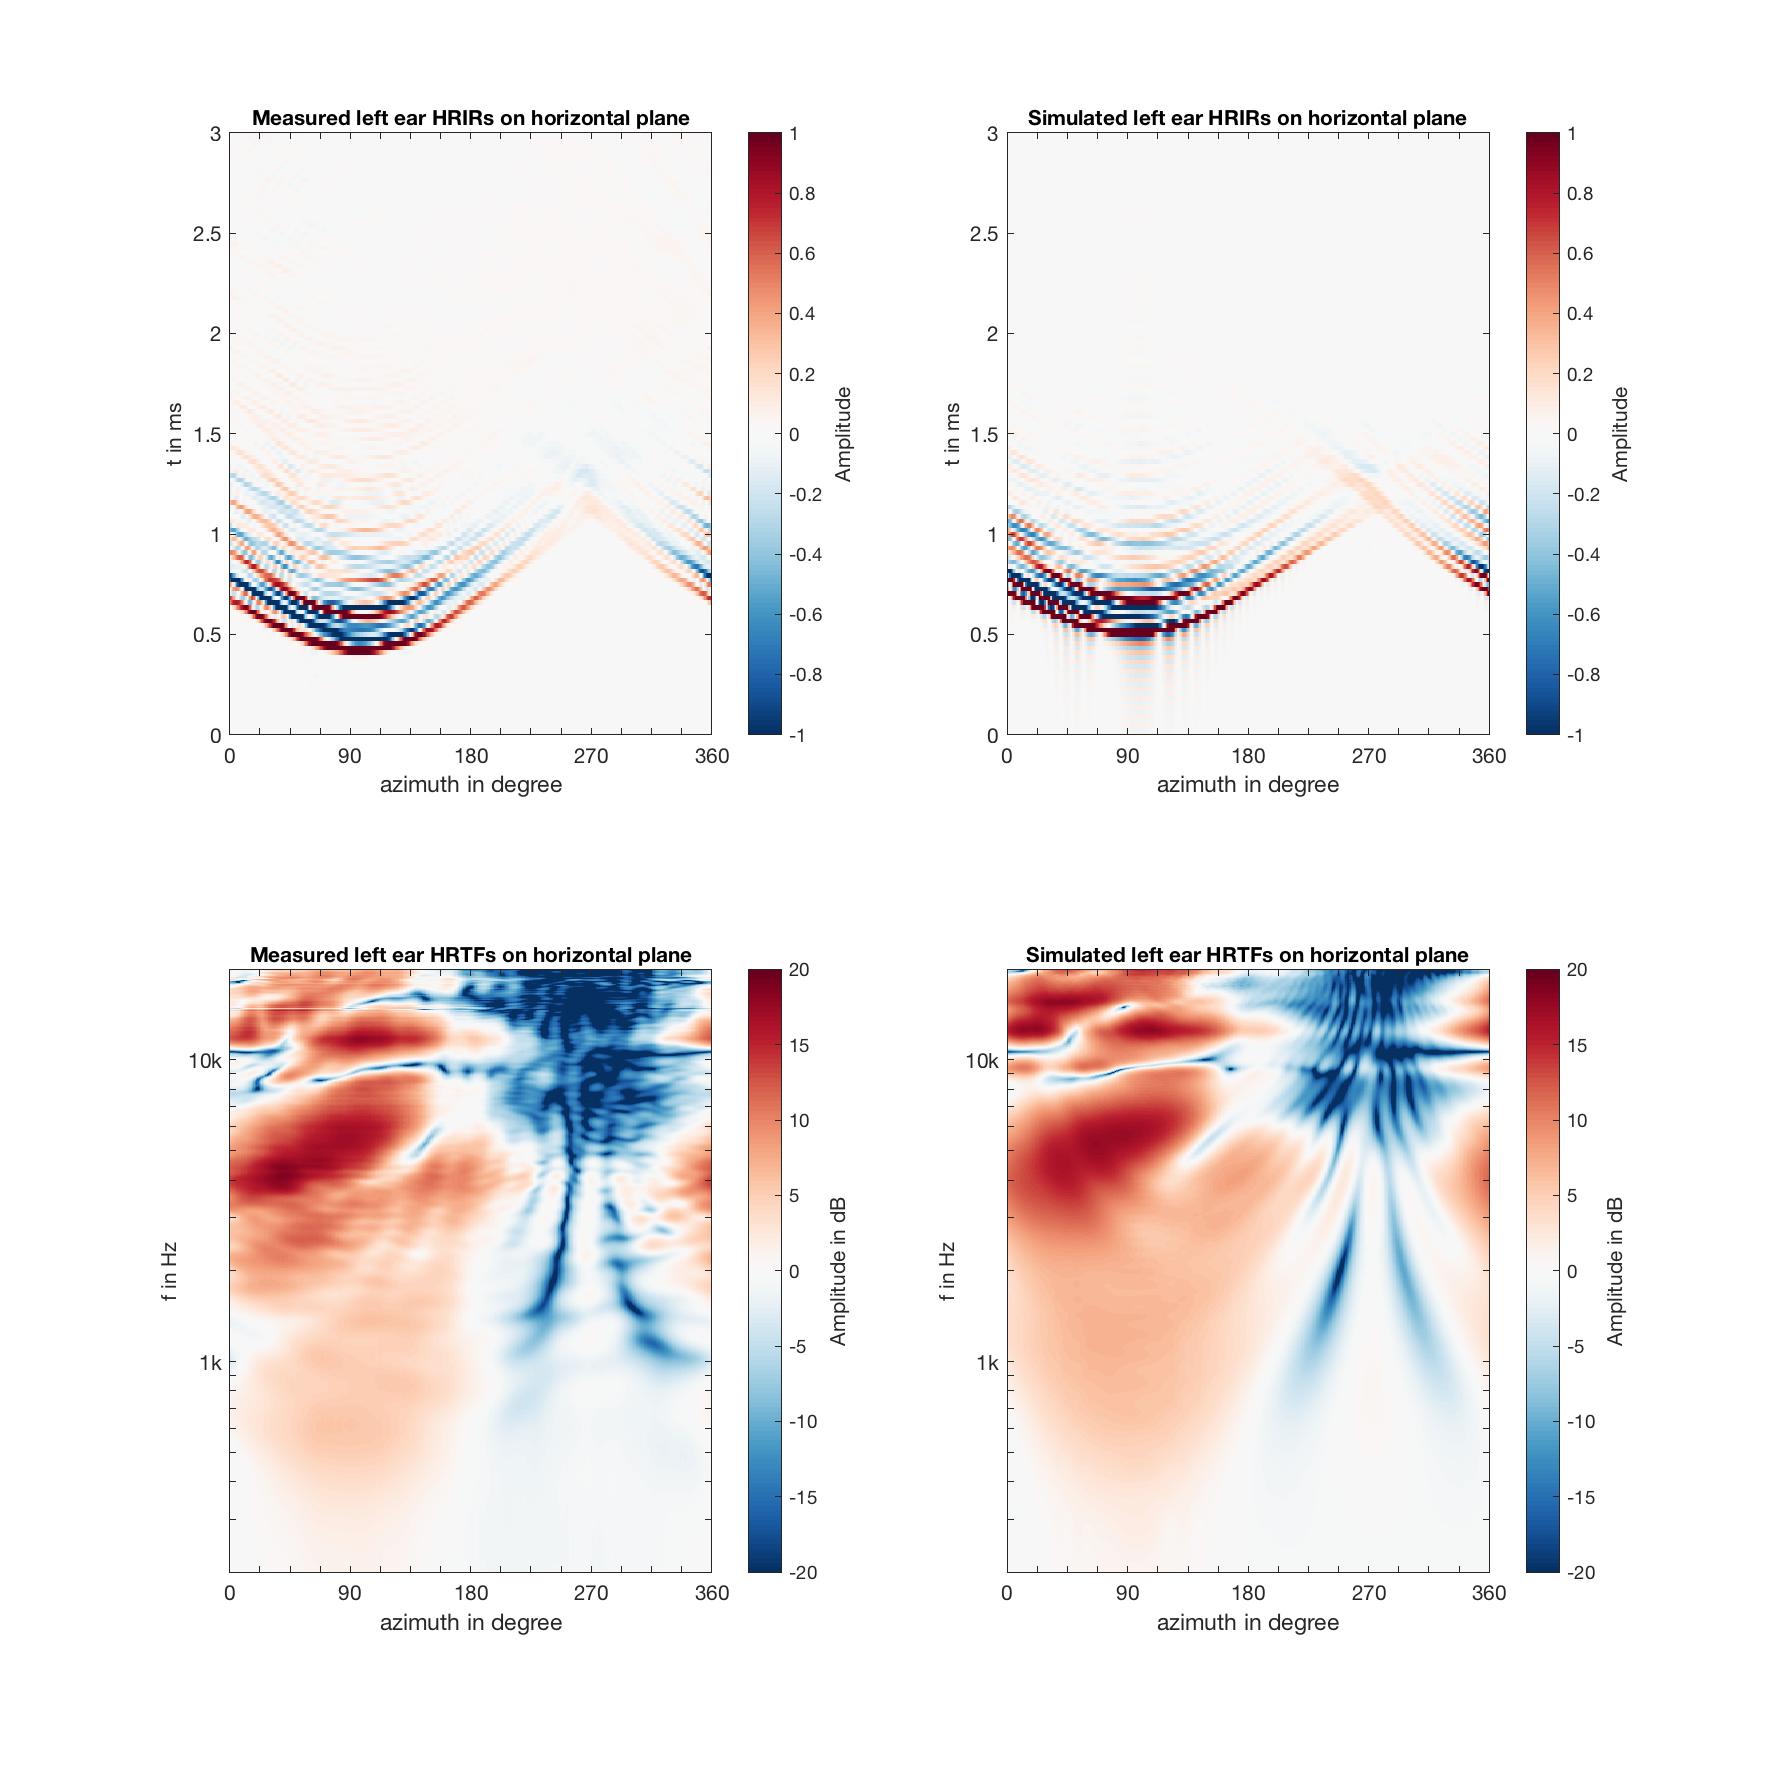 Measured left ear HRIRs on horizontal plane
3
2.5
2
1.5
1
0.5
0
t in ms
0 90 180 270 360
azimuth in degree
1
0.8
0.6
0.4
0.2
0
-0.2
-0.4
-0.6
-0.8
-1
Amplitude
Simulated left ear HRIRs on horizontal plane
3
2.5
2
1.5
1
0.5
0
t in ms
0 90 180 270 360
azimuth in degree
1
0.8
0.6
0.4
0.2
0
-0.2
-0.4
-0.6
-0.8
-1
Amplitude
Measured left ear HRTFs on horizontal plane
10k
1k
f in Hz
0 90 180 270 360
azimuth in degree
20
15
10
5
0
-5
-10
-15
-20
Amplitude in dB
Simulated left ear HRTFs on horizontal plane
10k
1k
f in Hz
0 90 180 270 360
azimuth in degree
20
15
10
5
0
-5
-10
-15
-20
Amplitude in dB